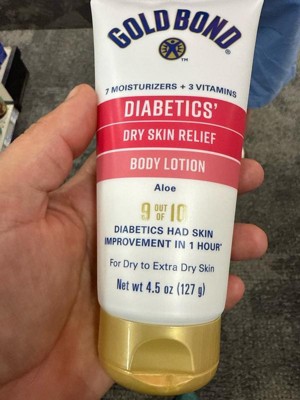 GOLD BOND
™
7 MOISTURIZERS + 3 VITAMINS
DIABETICS'
DRY SKIN RELIEF
BODY LOTION
Aloe
9 OUT OF 10
DIABETICS HAD SKIN
IMPROVEMENT IN 1 HOUR*
For Dry to Extra Dry Skin
Net wt 4.5 oz (127 g)